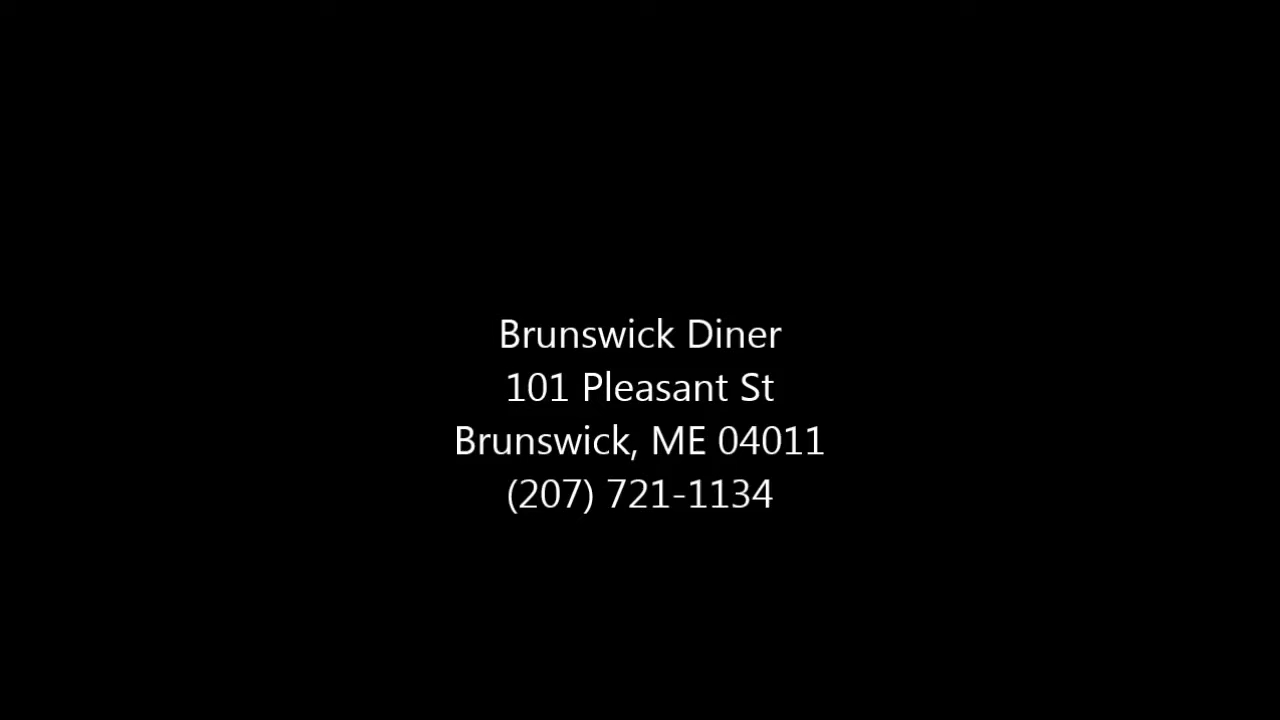 Brunswick Diner
101 Pleasant St
Brunswick, ME 04011
(207) 721-1134